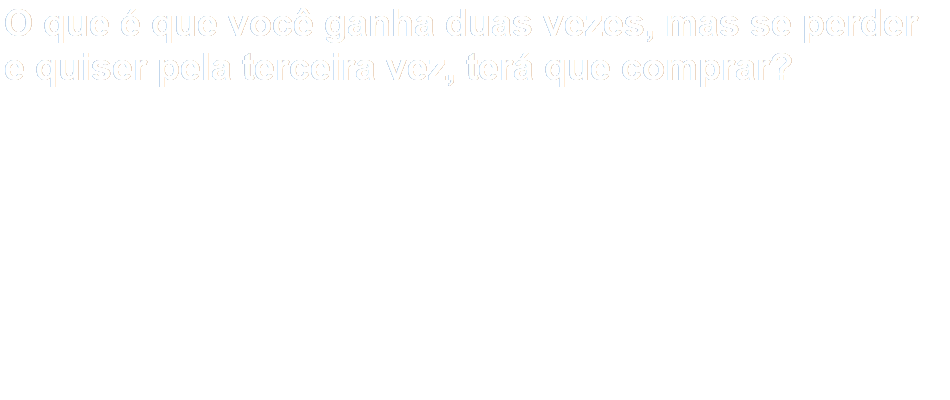 O que é que você ganha duas vezes, mas se perder
e quiser pela terceira vez, terá que comprar?